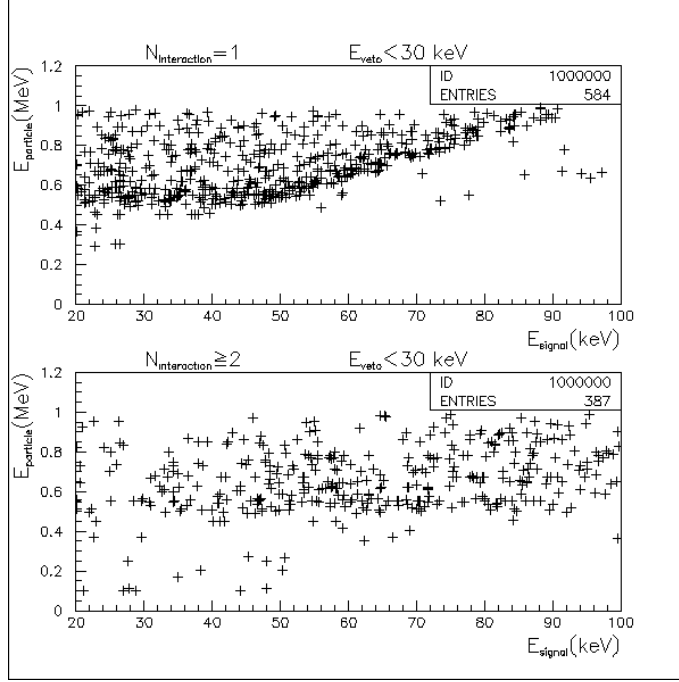 N_interaction=1 E_veto<30 keV
ID 1000000
ENTRIES 584
E_particle(MeV)
1.2
1
0.8
0.6
0.4
0.2
0
20 30 40 50 60 70 80 90 100
E_signal(keV)
N_interaction≧2 E_veto<30 keV
ID 1000000
ENTRIES 387
E_particle(MeV)
1.2
1
0.8
0.6
0.4
0.2
0
20 30 40 50 60 70 80 90 100
E_signal(keV)